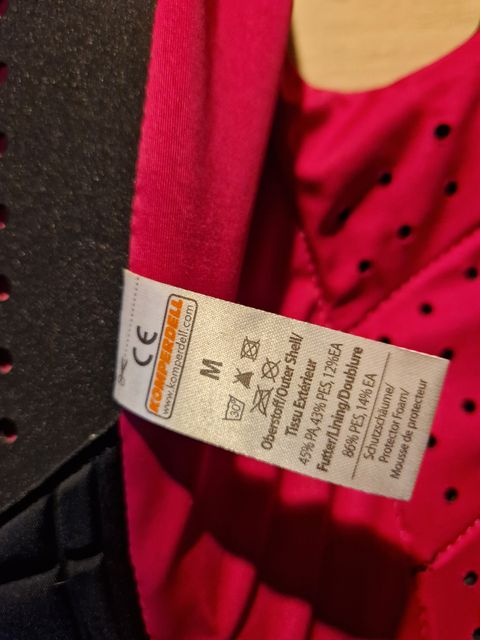 CE
KOMPERDELL
www.komperdell.com
M
30°
Oberstoff/Outer Shell/
Tissu Extérieur
45% PA, 43% PES, 12%EA
Futter/Lining/Doublure
86% PES, 14% EA
Schutzschäume/
Protector Foam/
Mousse de protecteur